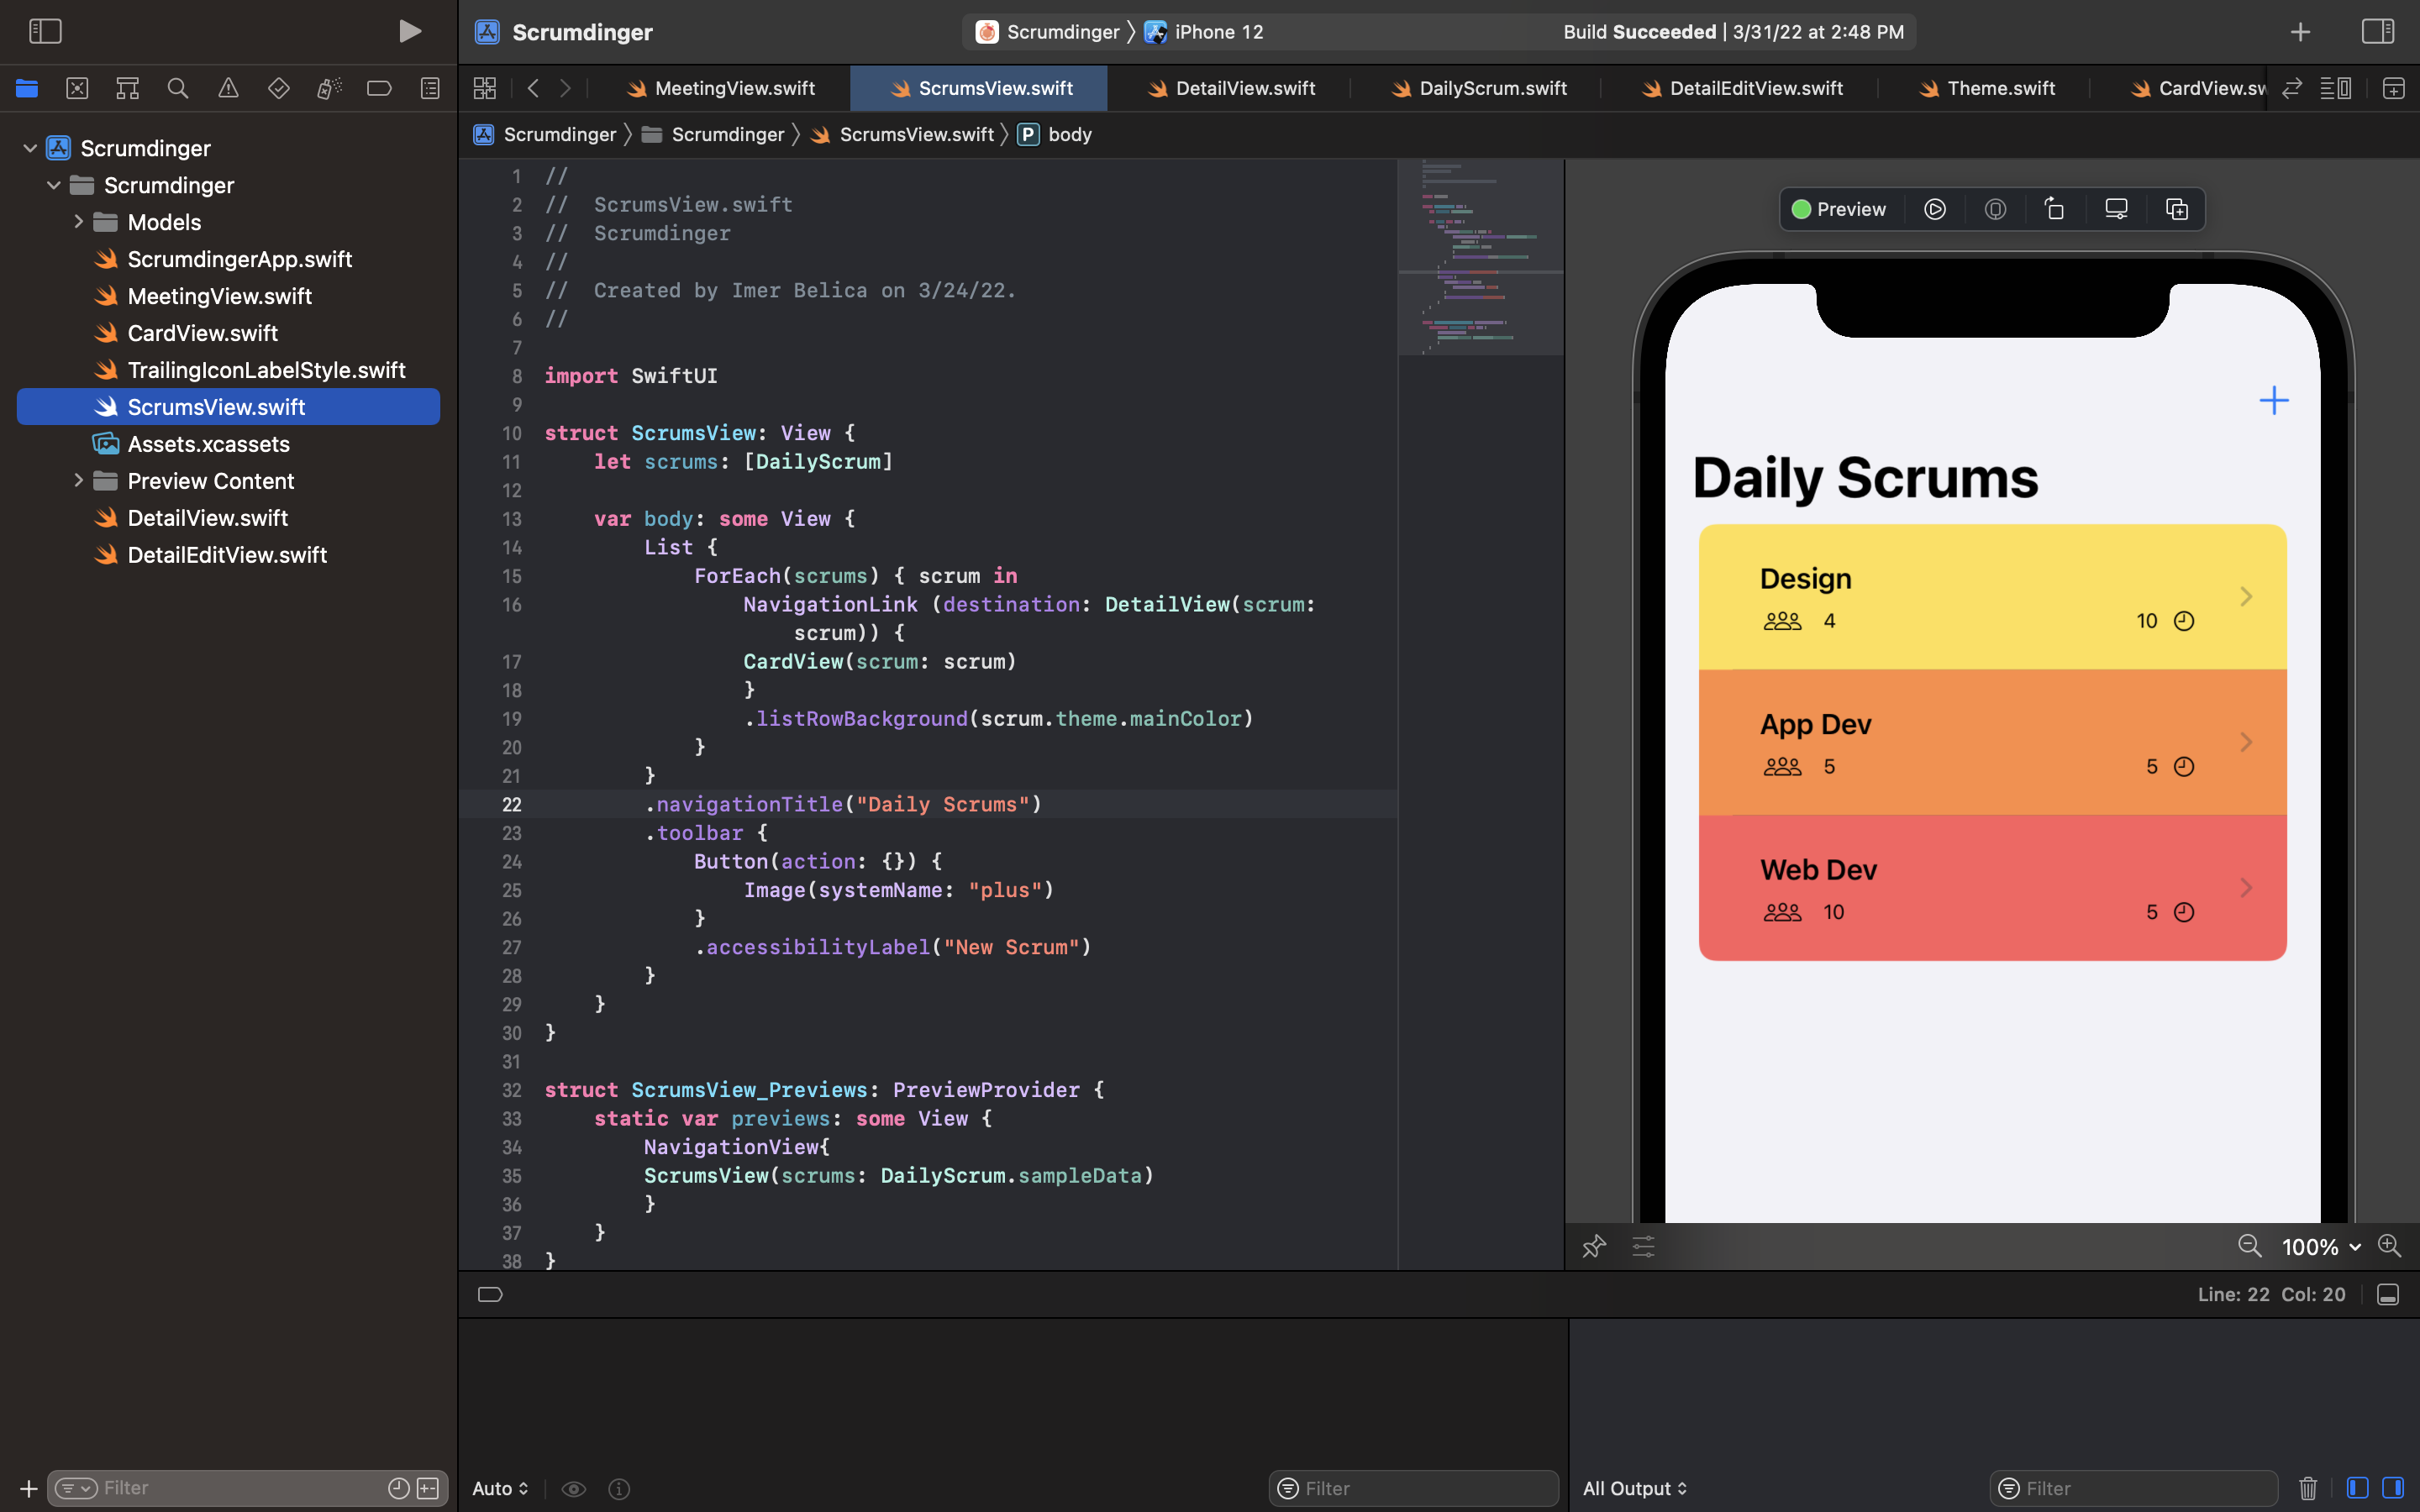 Scrumdinger
Scrumdinger
iPhone 12
Build Succeeded | 3/31/22 at 2:48 PM
MeetingView.swift
ScrumsView.swift
DetailView.swift
DailyScrum.swift
DetailEditView.swift
Theme.swift
CardView.sw
Scrumdinger
Scrumdinger
ScrumsView.swift
P body
Scrumdinger
Scrumdinger
Models
ScrumdingerApp.swift
MeetingView.swift
CardView.swift
TrailingIconLabelStyle.swift
ScrumsView.swift
Assets.xcassets
Preview Content
DetailView.swift
DetailEditView.swift
1 //
2 //  ScrumsView.swift
3 //  Scrumdinger
4 //
5 //  Created by Imer Belica on 3/24/22.
6 //
7
8 import SwiftUI
9
10 struct ScrumsView: View {
11     let scrums: [DailyScrum]
12
13     var body: some View {
14         List {
15             ForEach(scrums) { scrum in
16                 NavigationLink (destination: DetailView(scrum:
                    scrum)) {
17                 CardView(scrum: scrum)
18                 }
19                 .listRowBackground(scrum.theme.mainColor)
20             }
21         }
22         .navigationTitle("Daily Scrums")
23         .toolbar {
24             Button(action: {}) {
25                 Image(systemName: "plus")
26             }
27             .accessibilityLabel("New Scrum")
28         }
29     }
30 }
31
32 struct ScrumsView_Previews: PreviewProvider {
33     static var previews: some View {
34         NavigationView{
35         ScrumsView(scrums: DailyScrum.sampleData)
36         }
37     }
38 }
Preview
Daily Scrums
Design
4
10
App Dev
5
5
Web Dev
10
5
100%
Line: 22 Col: 20
Filter
Auto
Filter
All Output
Filter